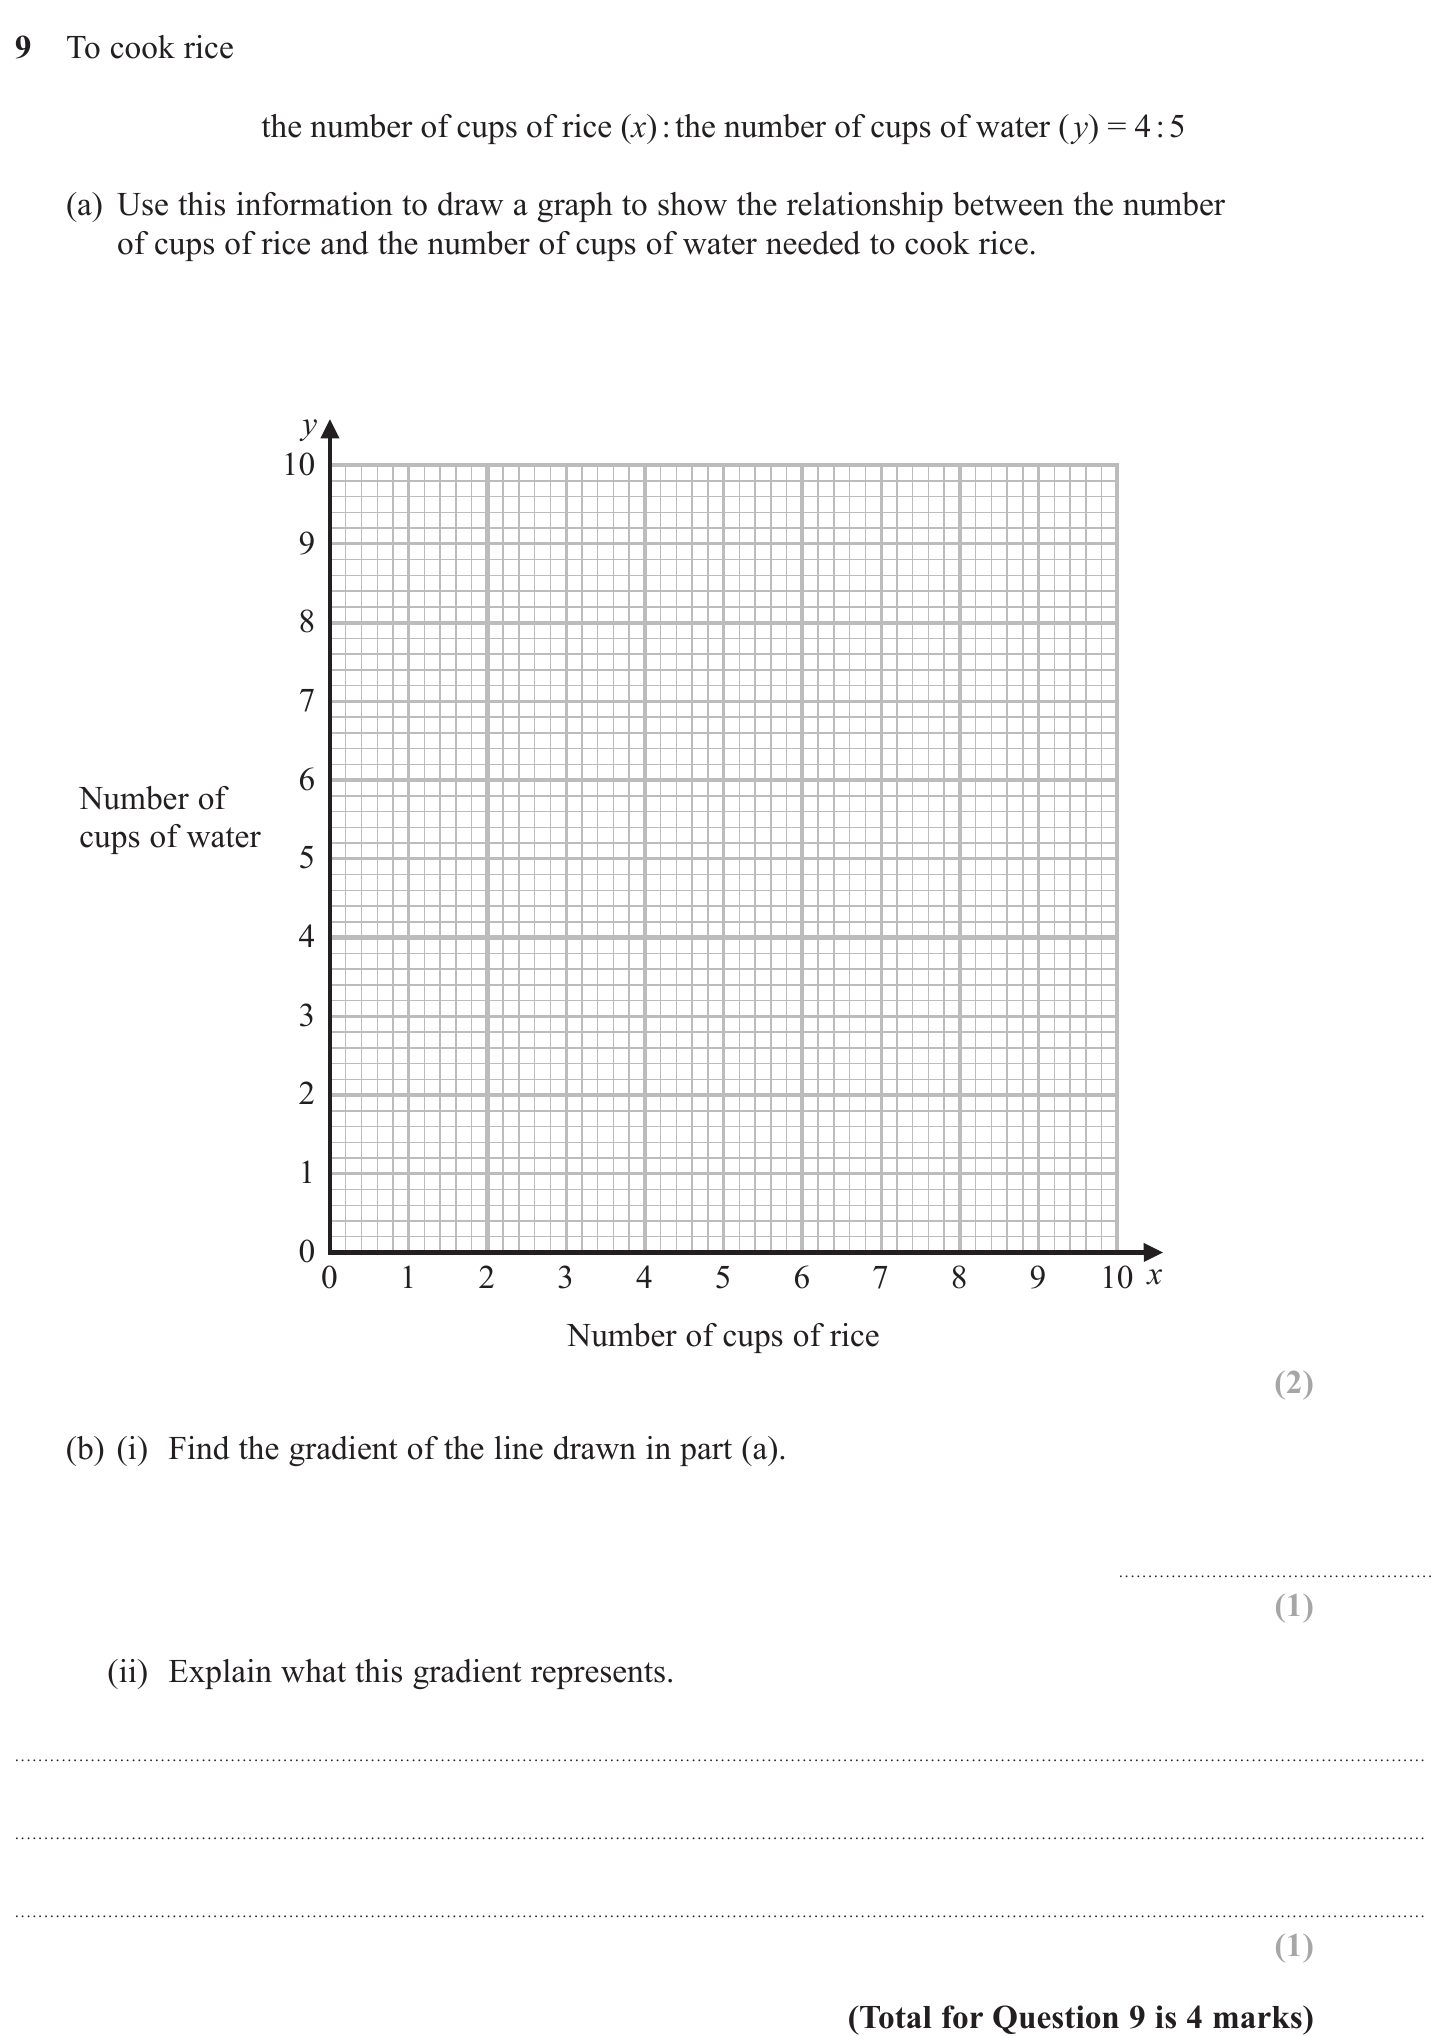 9 To cook rice
the number of cups of rice (x) : the number of cups of water (y) = 4 : 5
(a) Use this information to draw a graph to show the relationship between the number
of cups of rice and the number of cups of water needed to cook rice.
y
10
9
8
7
6
Number of
cups of water
5
4
3
2
1
0
0 1 2 3 4 5 6 7 8 9 10 x
Number of cups of rice
(2)
(b) (i) Find the gradient of the line drawn in part (a).
(1)
(ii) Explain what this gradient represents.
(1)
(Total for Question 9 is 4 marks)